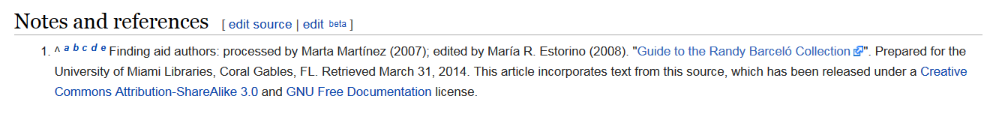 Notes and references [ edit source | edit beta ]
1. ^ a b c d e Finding aid authors: processed by Marta Martínez (2007); edited by María R. Estorino (2008). "Guide to the Randy Barceló Collection". Prepared for the
University of Miami Libraries, Coral Gables, FL. Retrieved March 31, 2014. This article incorporates text from this source, which has been released under a Creative
Commons Attribution-ShareAlike 3.0 and GNU Free Documentation license.